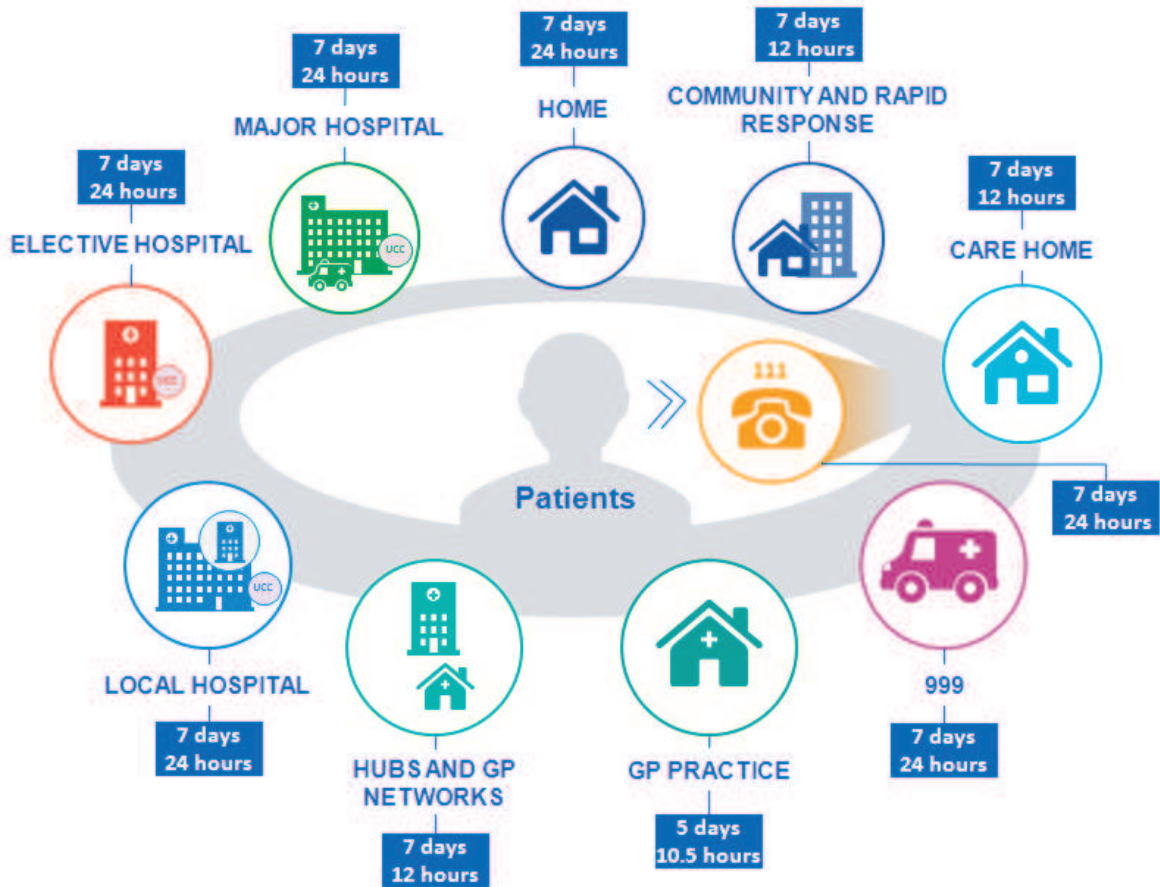 7 days
24 hours
MAJOR HOSPITAL
UCC
7 days
24 hours
HOME
7 days
12 hours
COMMUNITY AND RAPID
RESPONSE
7 days
24 hours
ELECTIVE HOSPITAL
UCC
7 days
12 hours
CARE HOME
111
7 days
24 hours
Patients
UCC
LOCAL HOSPITAL
7 days
24 hours
HUBS AND GP
NETWORKS
7 days
12 hours
GP PRACTICE
5 days
10.5 hours
999
7 days
24 hours